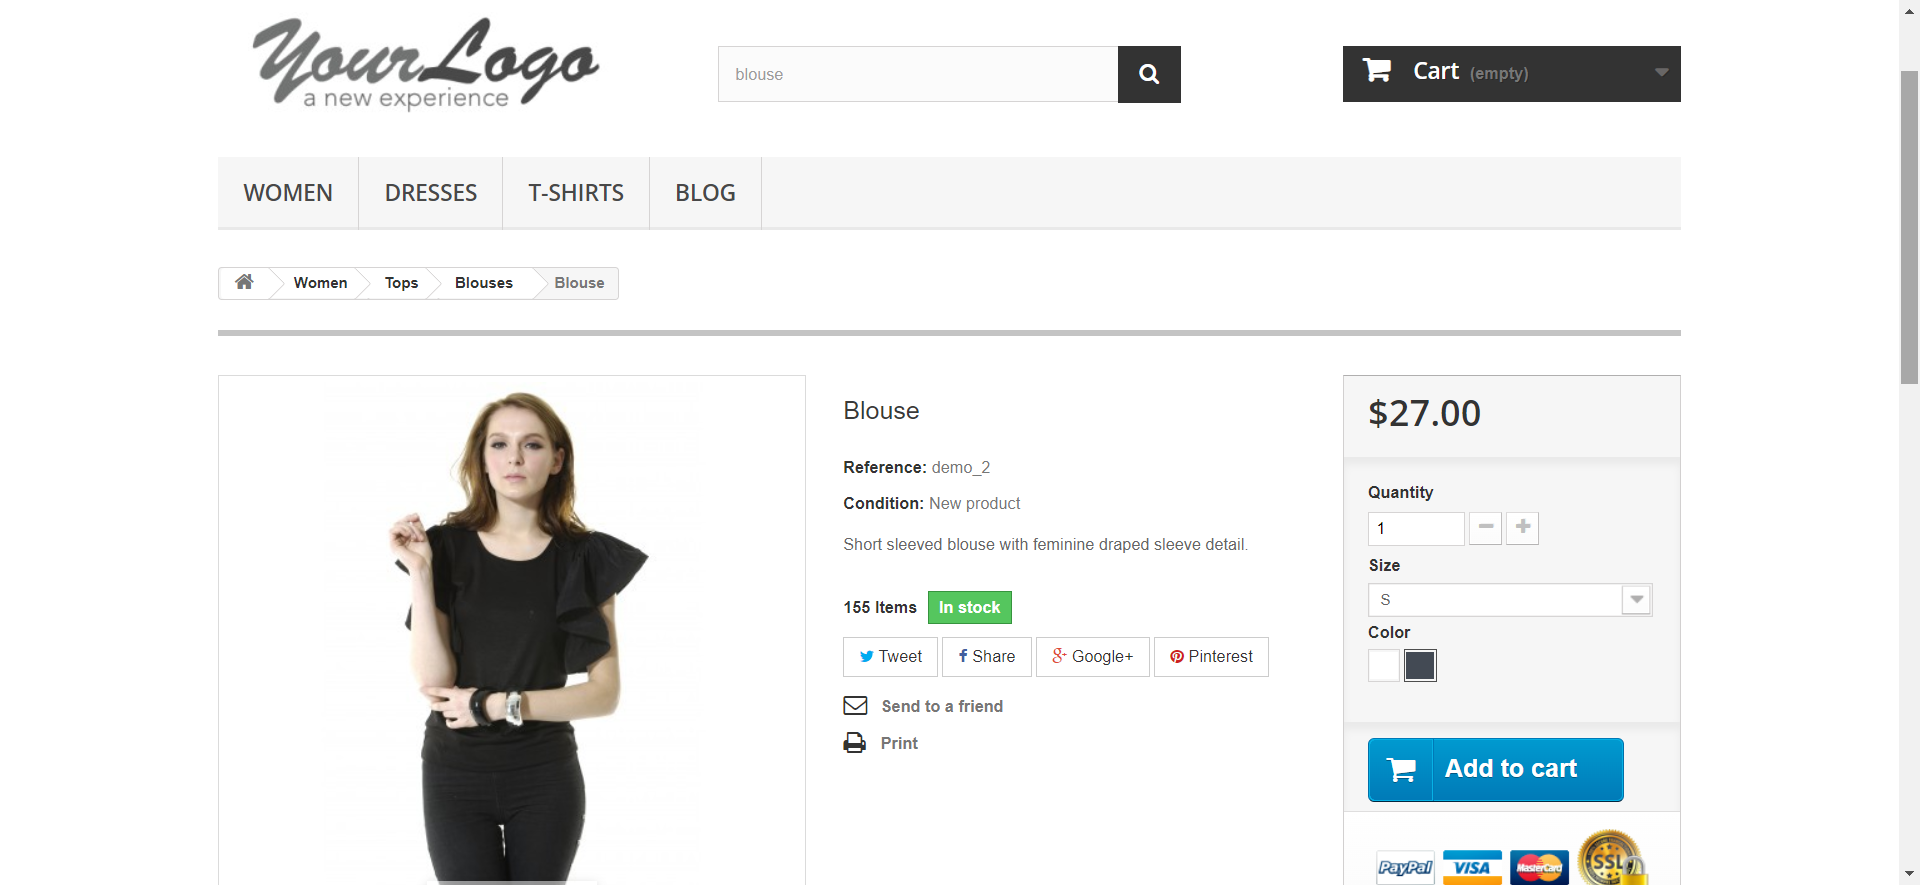 YourLogo
a new experience
blouse
Cart (empty)
WOMEN DRESSES T-SHIRTS BLOG
Women Tops Blouses Blouse
Blouse
Reference: demo_2
Condition: New product
Short sleeved blouse with feminine draped sleeve detail.
155 Items In stock
Tweet Share Google+ Pinterest
Send to a friend
Print
$27.00
Quantity
1
Size
S
Color
Add to cart
PayPal VISA MasterCard SSL